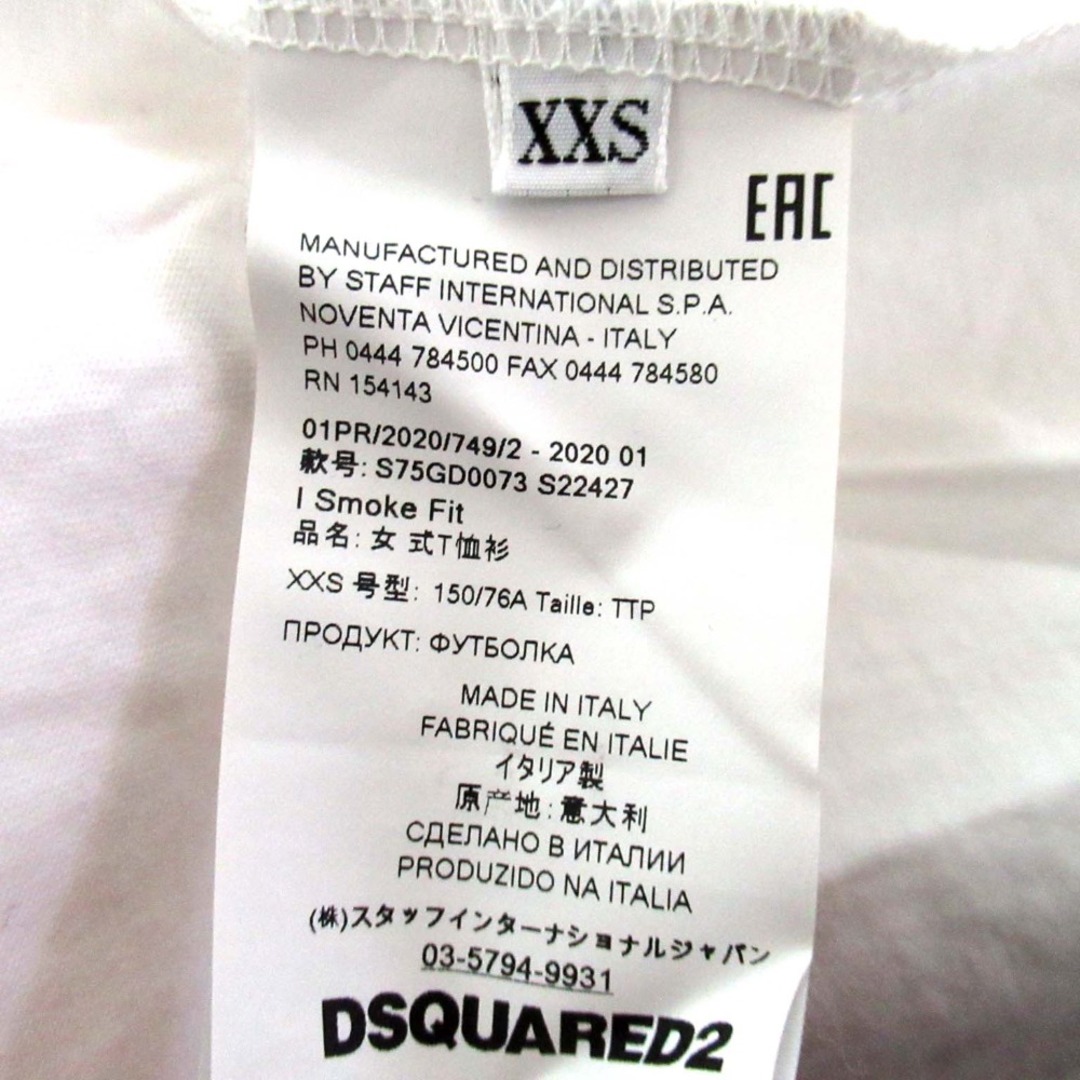 XXS
EAC
MANUFACTURED AND DISTRIBUTED
BY STAFF INTERNATIONAL S.P.A.
NOVENTA VICENTINA - ITALY
PH 0444 784500 FAX 0444 784580
RN 154143
01PR/2020/749/2 - 2020 01
款号: S75GD0073 S22427
I Smoke Fit
品名: 女 式T恤衫
XXS 号型: 150/76A Taille: TTP
ПРОДУКТ: ФУТБОЛКА
MADE IN ITALY
FABRIQUÉ EN ITALIE
イタリア製
原产地: 意大利
СДЕЛАНО В ИТАЛИИ
PRODUZIDO NA ITALIA
(株)スタッフインターナショナルジャパン
03-5794-9931
DSQUARED2